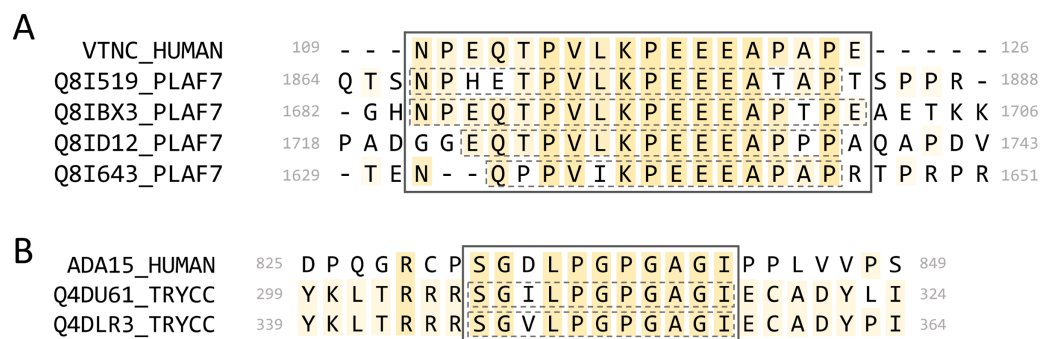 A
VTNC_HUMAN 109 - - - N P E Q T P V L K P E E E A P A P E - - - - - 126
Q8I519_PLAF7 1864 Q T S N P H E T P V L K P E E E A T A P T S P P R - 1888
Q8IBX3_PLAF7 1682 - G H N P E Q T P V L K P E E E A P T P E A E T K K 1706
Q8ID12_PLAF7 1718 P A D G G E Q T P V L K P E E E A P P P A Q A P D V 1743
Q8I643_PLAF7 1629 - T E N - - Q P P V I K P E E E A P A P R T P R P R 1651
B
ADA15_HUMAN 825 D P Q G R C P S G D L P G P G A G I P P L V V P S 849
Q4DU61_TRYCC 299 Y K L T R R R S G I L P G P G A G I E C A D Y L I 324
Q4DLR3_TRYCC 339 Y K L T R R R S G V L P G P G A G I E C A D Y P I 364